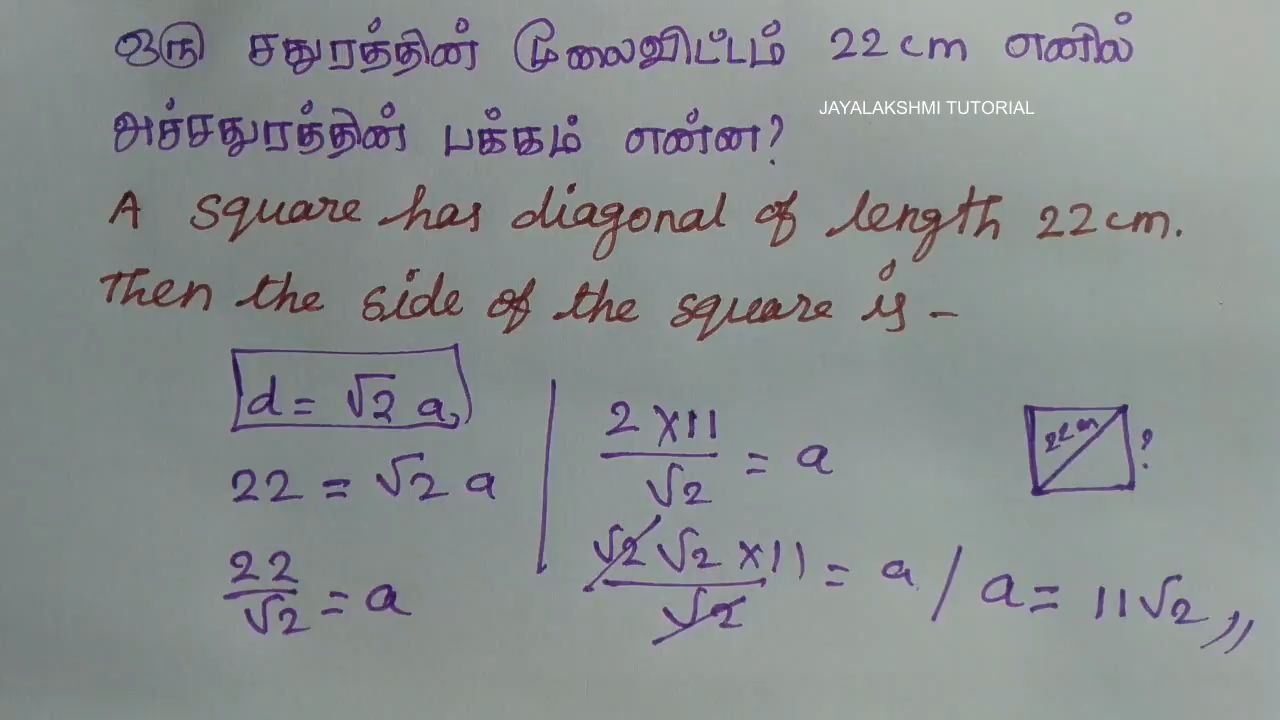 ஒரு சதுரத்தின் மூலைவிட்டம் 22 cm எனில்
JAYALAKSHMI TUTORIAL
அச்சதுரத்தின் பக்கம் என்ன?
A square has diagonal of length 22 cm.
Then the side of the square is -
d = √2 a
22 = √2 a
22/√2 = a
2 × 11/√2 = a
√2 √2 × 11/√2 = a / a = 11√2 „
22 cm ?